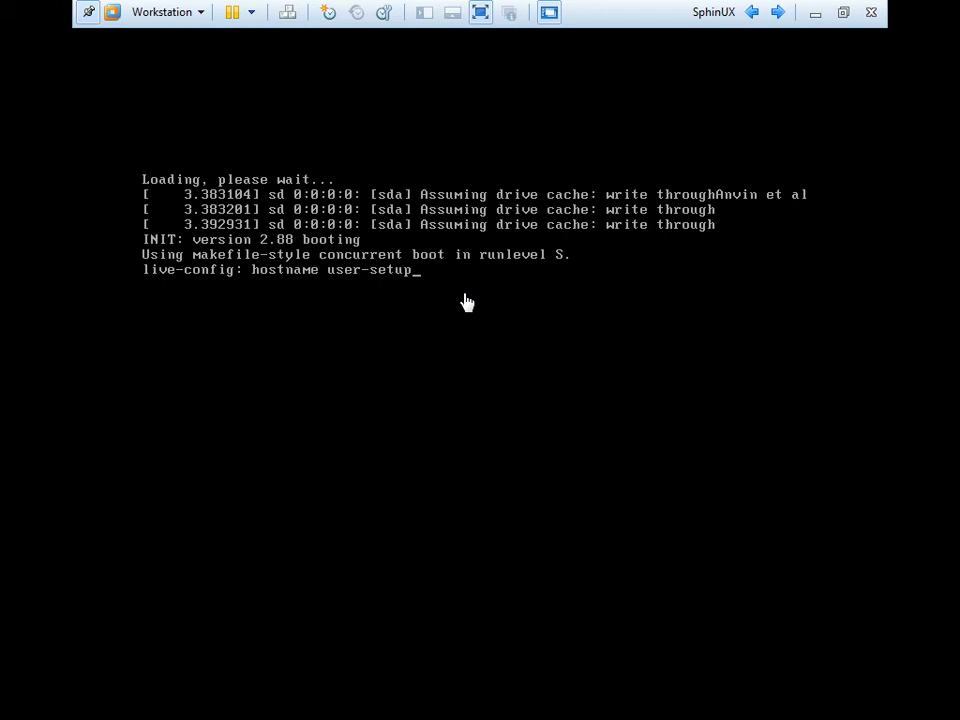 Workstation
SphinUX
Loading, please wait...
[    3.383104] sd 0:0:0:0: [sda] Assuming drive cache: write throughAnvin et al
[    3.383201] sd 0:0:0:0: [sda] Assuming drive cache: write through
[    3.392931] sd 0:0:0:0: [sda] Assuming drive cache: write through
INIT: version 2.88 booting
Using makefile-style concurrent boot in runlevel S.
live-config: hostname user-setup_